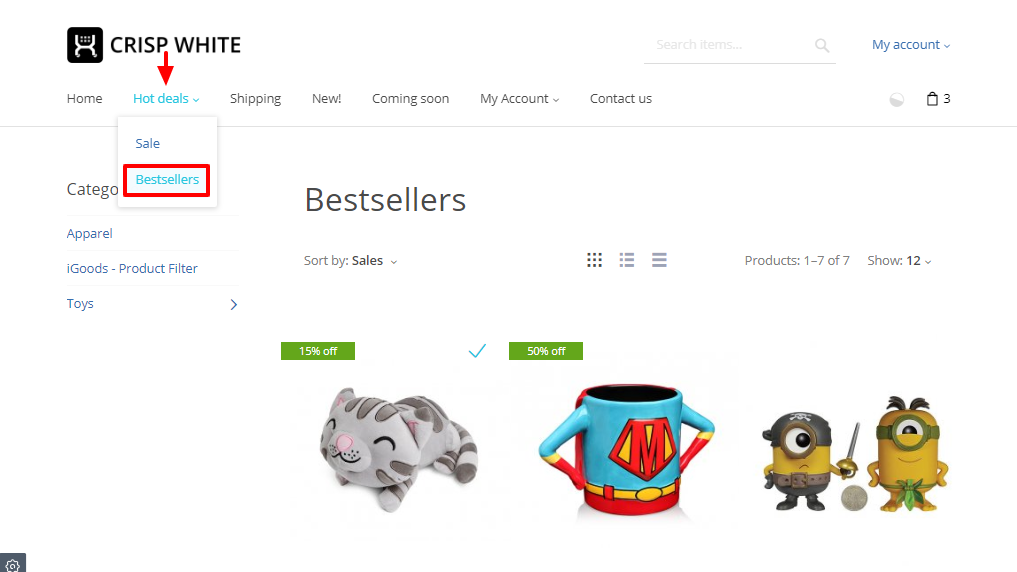 CRISP WHITE
Search items...
My account
Home
Hot deals
Shipping
New!
Coming soon
My Account
Contact us
3
Sale
Bestsellers
Catego
Apparel
iGoods - Product Filter
Toys
Bestsellers
Sort by: Sales
Products: 1–7 of 7
Show: 12
15% off
50% off
M